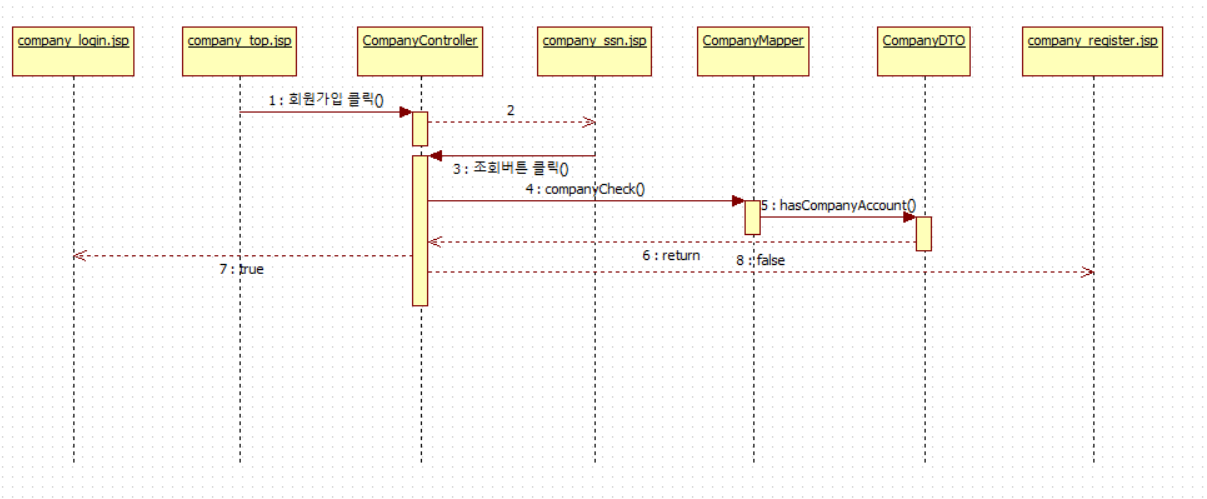 company_login.jsp
company_top.jsp
CompanyController
company_ssn.jsp
CompanyMapper
CompanyDTO
company_register.jsp
1 : 회원가입 클릭()
2
3 : 조회버튼 클릭()
4 : companyCheck()
5 : hasCompanyAccount()
6 : return
7 : true
8 : false